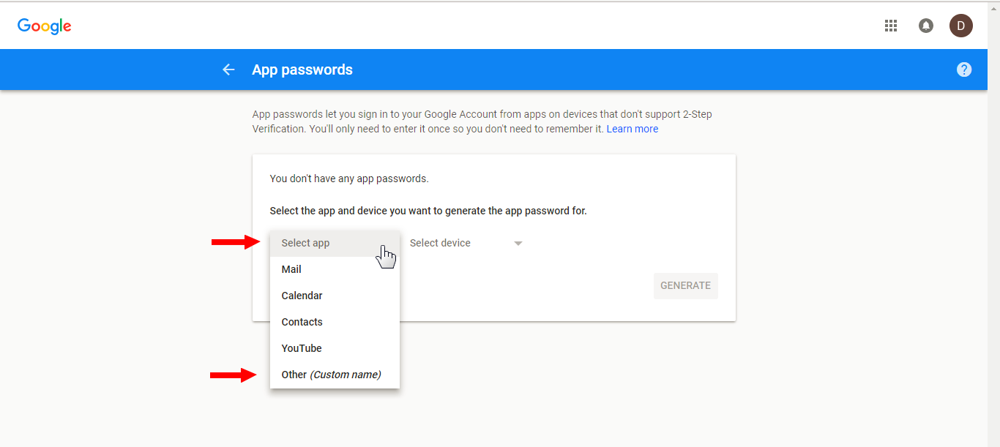 Google
D
App passwords
?
App passwords let you sign in to your Google Account from apps on devices that don't support 2-Step
Verification. You'll only need to enter it once so you don't need to remember it. Learn more
You don't have any app passwords.
Select the app and device you want to generate the app password for.
Select app
Select device
Mail
GENERATE
Calendar
Contacts
YouTube
Other (Custom name)